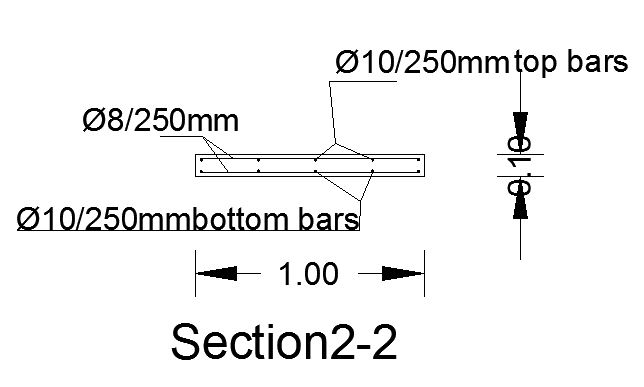 Ø10/250mm top bars
Ø8/250mm
0.10
Ø10/250mmbottom bars
1.00
Section2-2